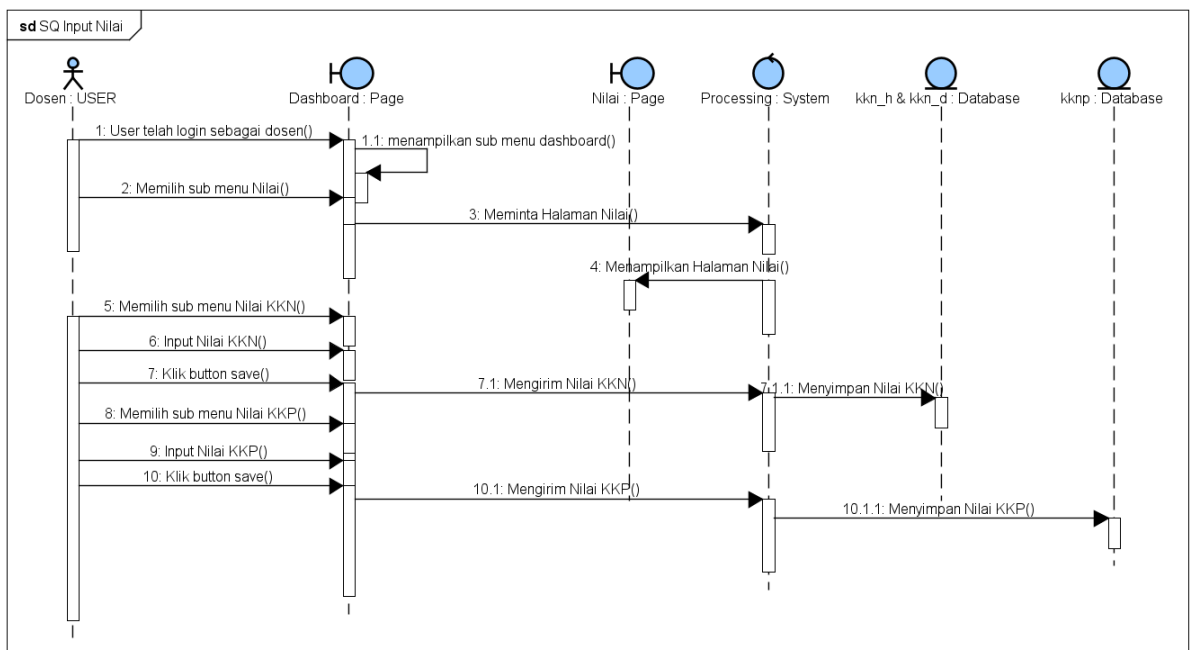 sd SQ Input Nilai
Dosen : USER
Dashboard : Page
Nilai : Page
Processing : System
kkn_h & kkn_d : Database
kknp : Database
1: User telah login sebagai dosen()
1.1: menampilkan sub menu dashboard()
2: Memilih sub menu Nilai()
3: Meminta Halaman Nilai()
4: Menampilkan Halaman Nilai()
5: Memilih sub menu Nilai KKN()
6: Input Nilai KKN()
7: Klik button save()
7.1: Mengirim Nilai KKN()
7.1.1: Menyimpan Nilai KKN()
8: Memilih sub menu Nilai KKP()
9: Input Nilai KKP()
10: Klik button save()
10.1: Mengirim Nilai KKP()
10.1.1: Menyimpan Nilai KKP()